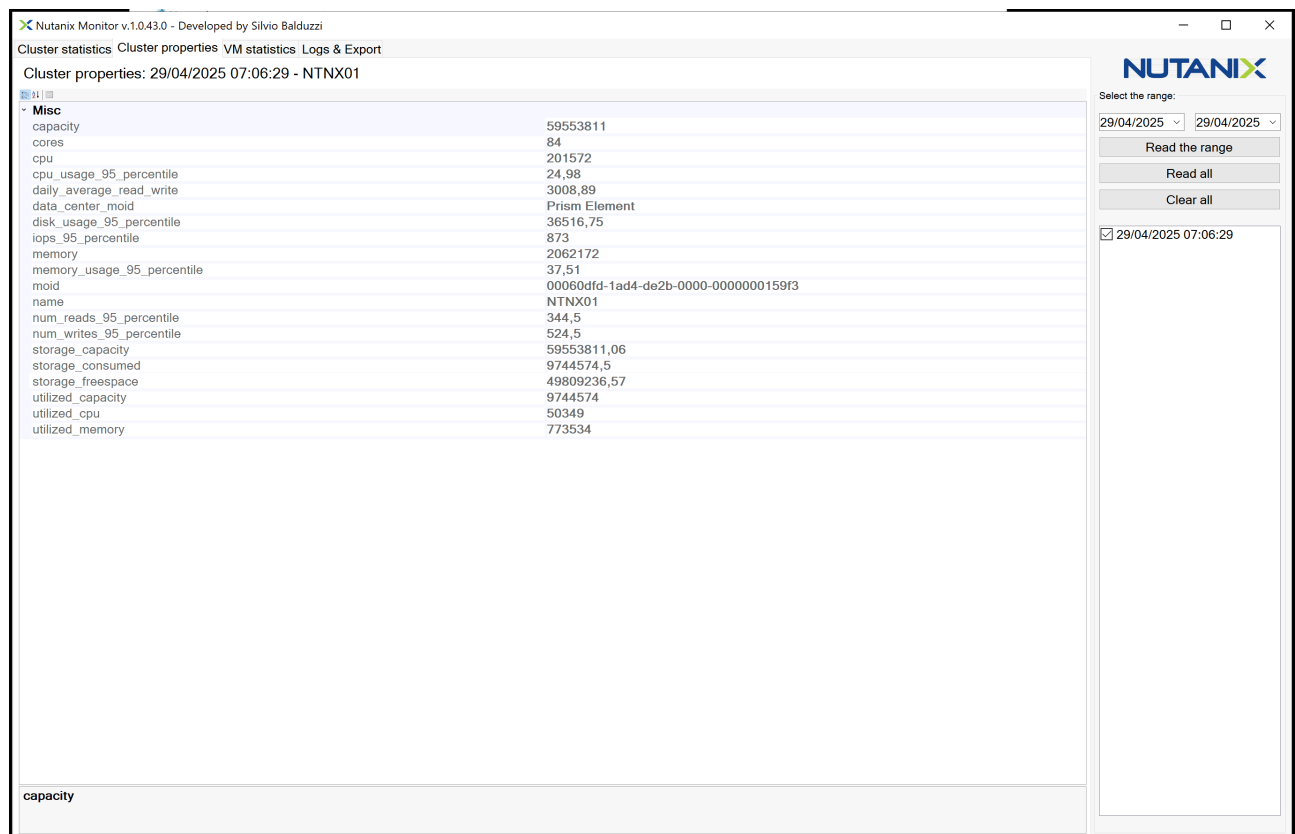 Nutanix Monitor v.1.0.43.0 - Developed by Silvio Balduzzi
Cluster statistics Cluster properties VM statistics Logs & Export
Cluster properties: 29/04/2025 07:06:29 - NTNX01
Misc
capacity 59553811
cores 84
cpu 201572
cpu_usage_95_percentile 24,98
daily_average_read_write 3008,89
data_center_moid Prism Element
disk_usage_95_percentile 36516,75
iops_95_percentile 873
memory 2062172
memory_usage_95_percentile 37,51
moid 00060dfd-1ad4-de2b-0000-0000000159f3
name NTNX01
num_reads_95_percentile 344,5
num_writes_95_percentile 524,5
storage_capacity 59553811,06
storage_consumed 9744574,5
storage_freespace 49809236,57
utilized_capacity 9744574
utilized_cpu 50349
utilized_memory 773534
capacity
NUTANIX
Select the range:
29/04/2025 29/04/2025
Read the range
Read all
Clear all
29/04/2025 07:06:29